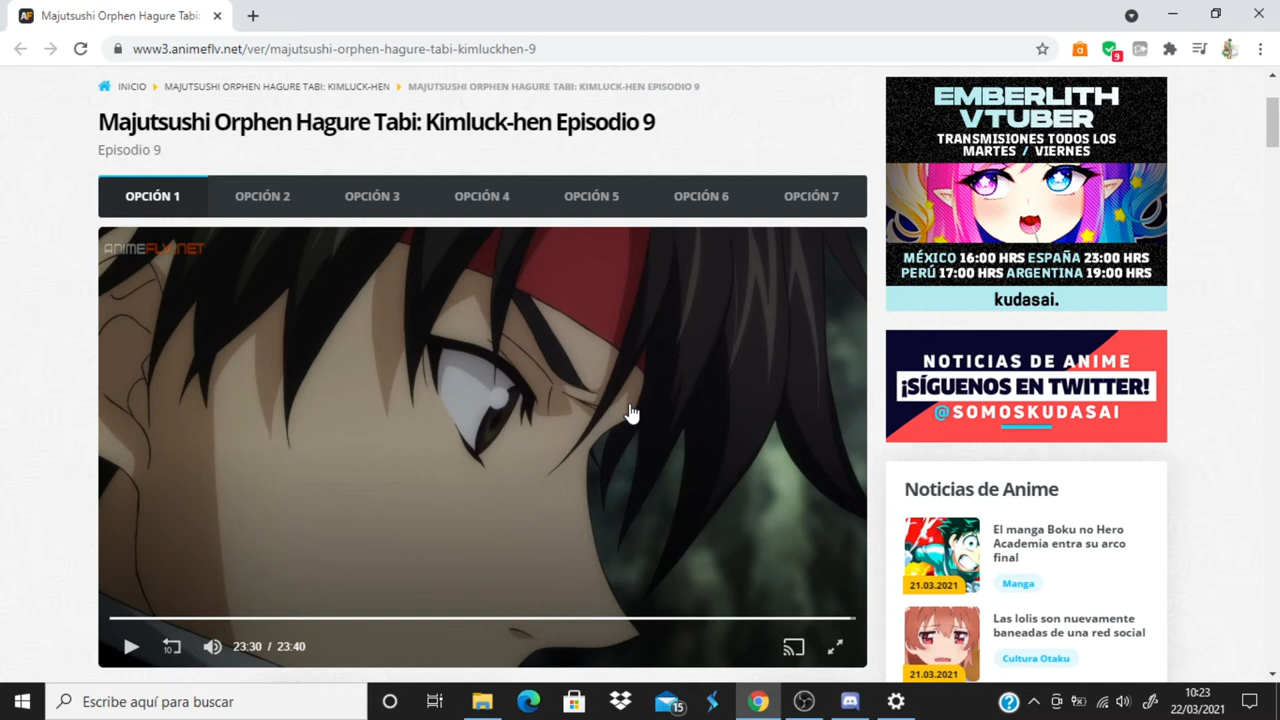 Majutsushi Orphen Hagure Tabi:
www3.animeflv.net/ver/majutsushi-orphen-hagure-tabi-kimluckhen-9
9
INICIO MAJUTSUSHI ORPHEN HAGURE TABI: KIMLUCK-HEN MAJUTSUSHI ORPHEN HAGURE TABI: KIMLUCK-HEN EPISODIO 9
Majutsushi Orphen Hagure Tabi: Kimluck-hen Episodio 9
Episodio 9
OPCIÓN 1 OPCIÓN 2 OPCIÓN 3 OPCIÓN 4 OPCIÓN 5 OPCIÓN 6 OPCIÓN 7
ANIMEFLV.NET
10
23:30 / 23:40
EMBERLITH
VTUBER
TRANSMISIONES TODOS LOS
MARTES / VIERNES
MÉXICO 16:00 HRS ESPAÑA 23:00 HRS
PERÚ 17:00 HRS ARGENTINA 19:00 HRS
kudasai.
NOTICIAS DE ANIME
¡SÍGUENOS EN TWITTER!
@SOMOSKUDASAI
Noticias de Anime
El manga Boku no Hero
Academia entra su arco
final
21.03.2021
Manga
Las lolis son nuevamente
baneadas de una red social
21.03.2021
Cultura Otaku
Escribe aquí para buscar
15
10:23
22/03/2021